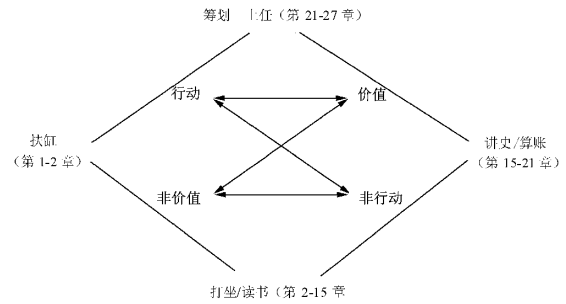 筹划 上任（第 21-27 章）
行动
价值
扶缸
（第 1-2 章）
讲史/算账
（第 15-21 章）
非价值
非行动
打坐/读书（第 2-15 章